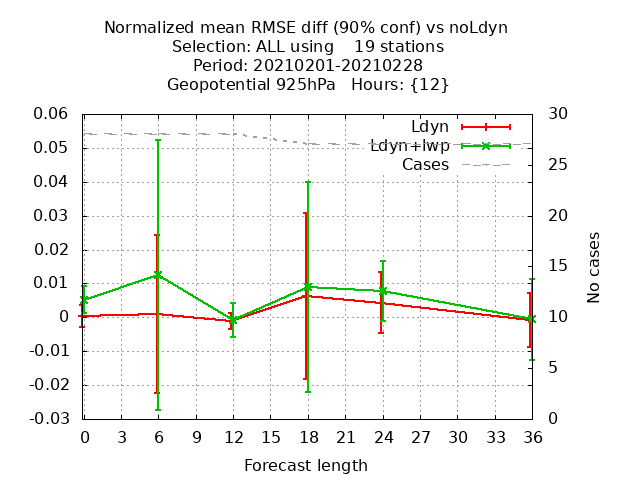 Normalized mean RMSE diff (90% conf) vs noLdyn
Selection: ALL using 19 stations
Period: 20210201-20210228
Geopotential 925hPa Hours: {12}
0.06
0.05
0.04
0.03
0.02
0.01
0
-0.01
-0.02
-0.03
30
25
20
15
10
5
0
Ldyn
Ldyn+lwp
Cases
No cases
0 3 6 9 12 15 18 21 24 27 30 33 36
Forecast length